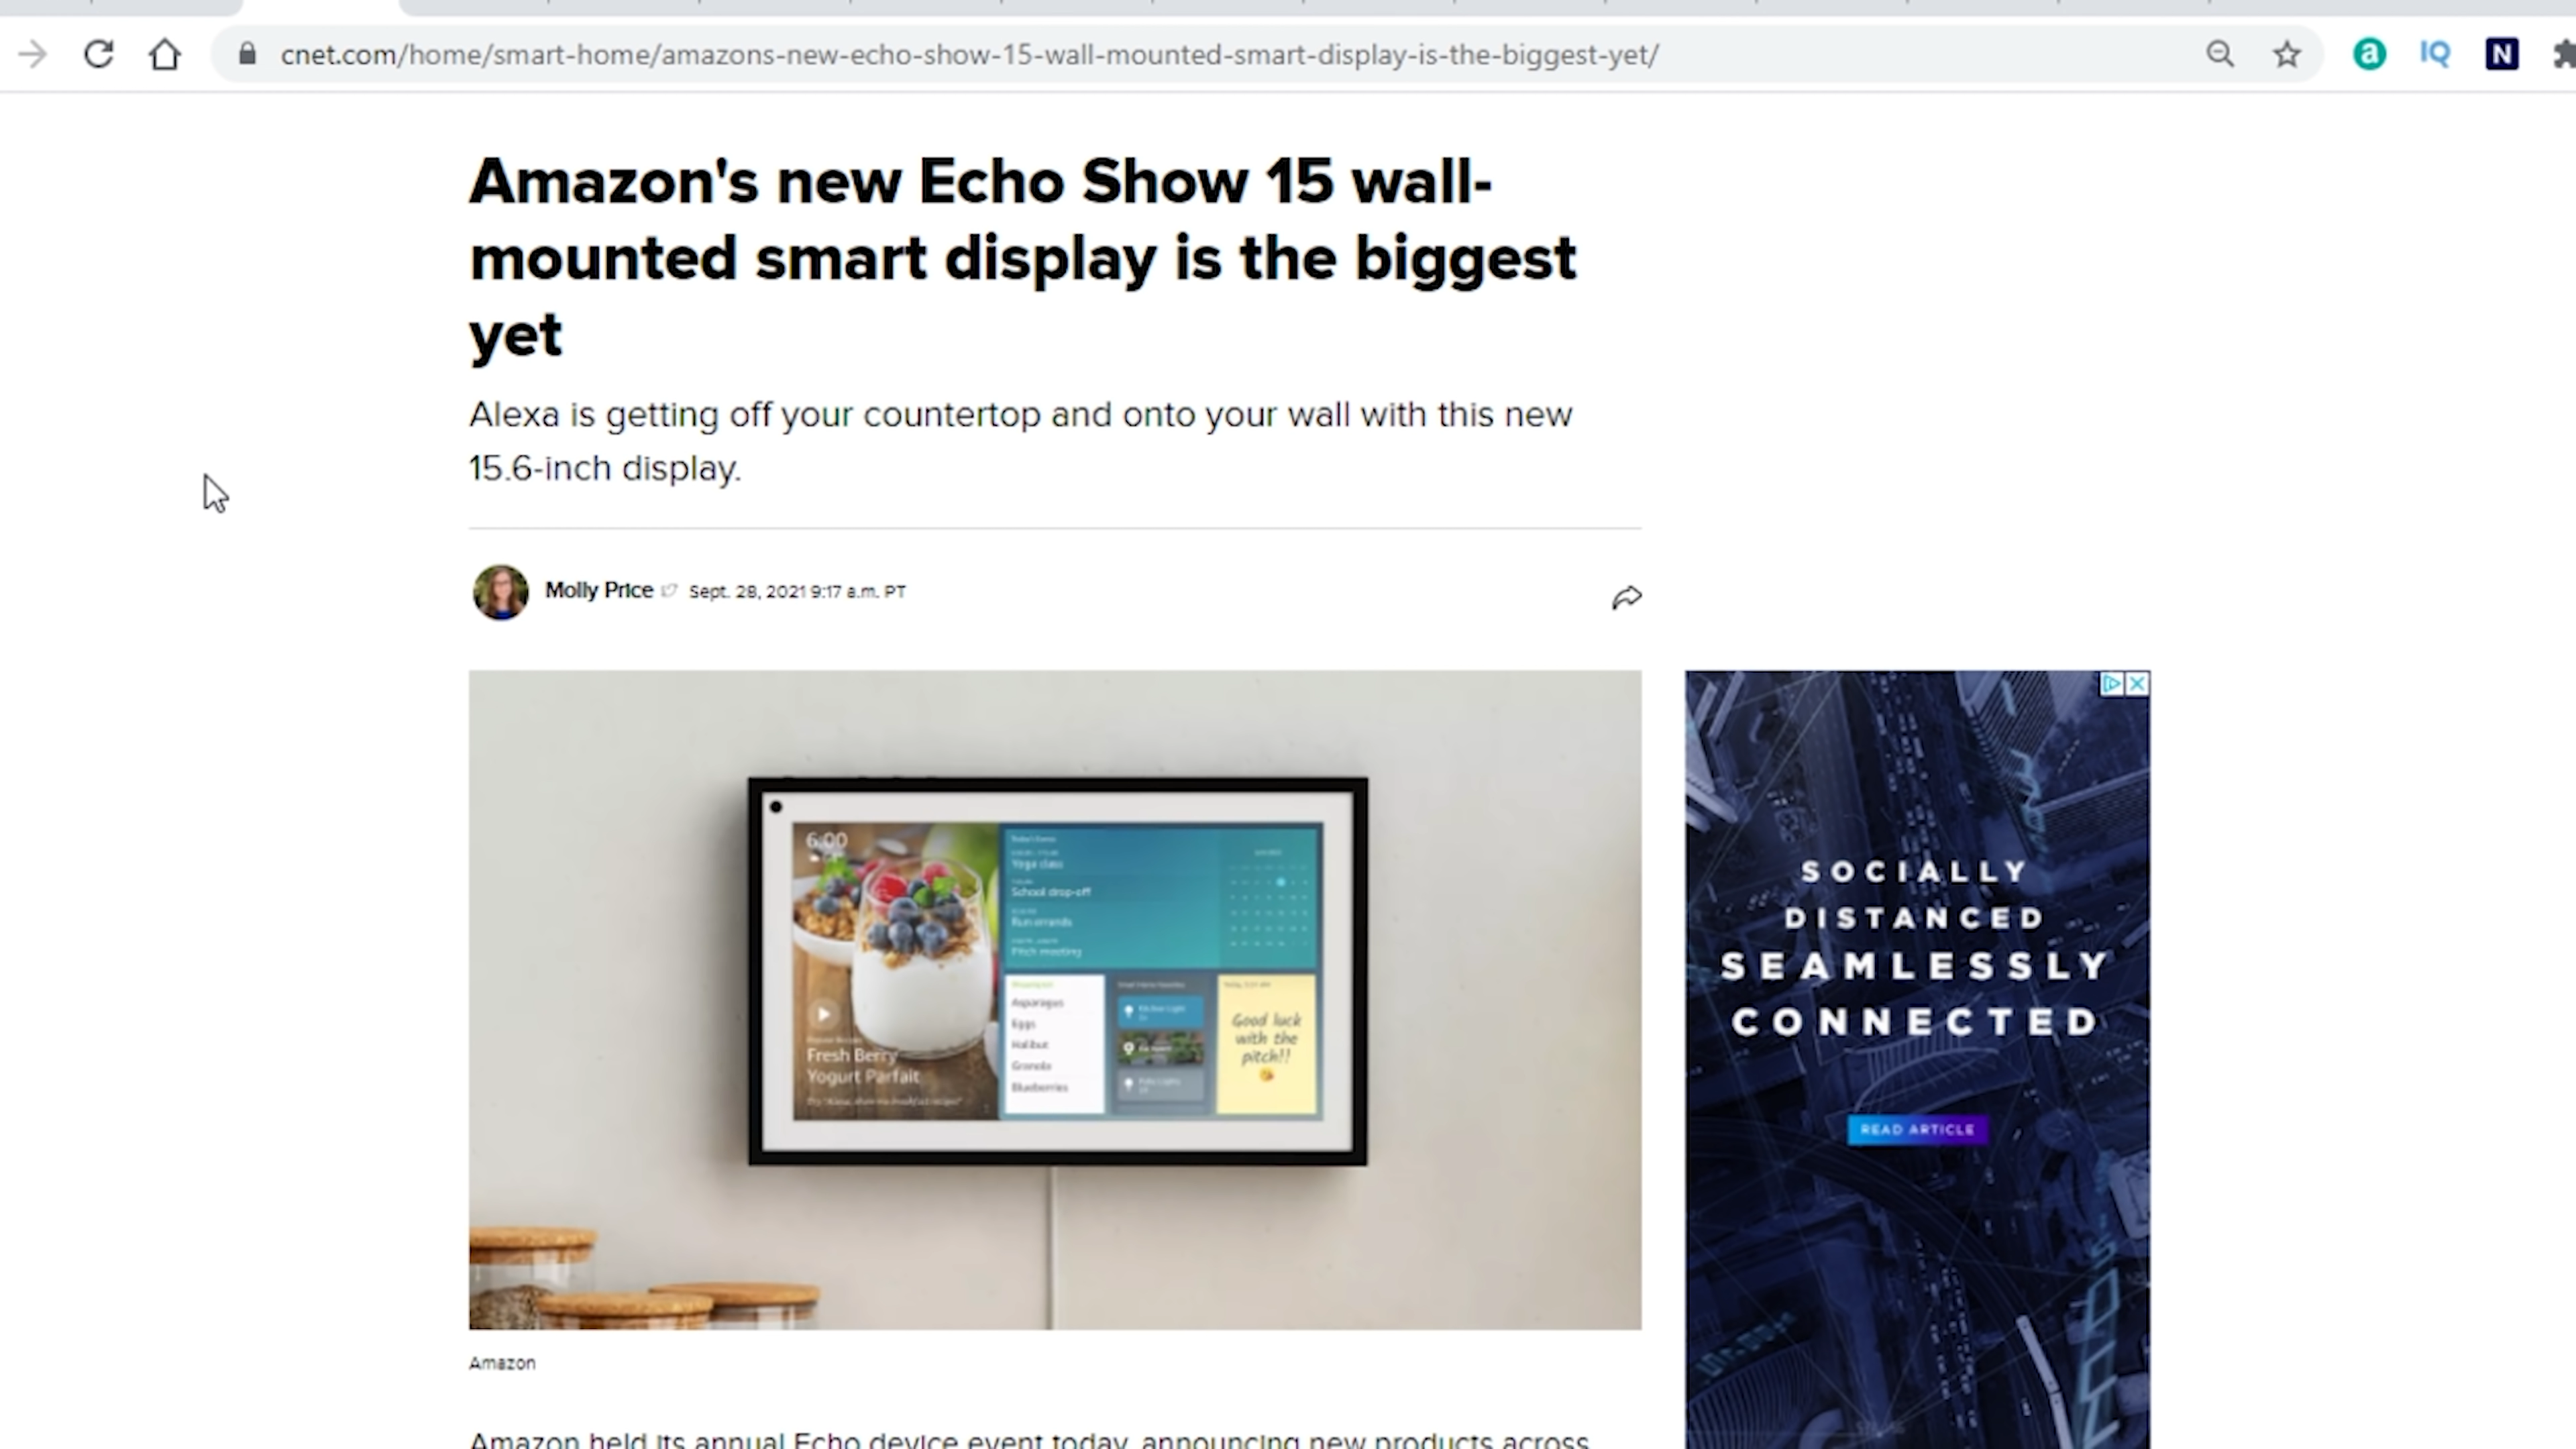 cnet.com/home/smart-home/amazons-new-echo-show-15-wall-mounted-smart-display-is-the-biggest-yet/
a
IQ
N
Amazon's new Echo Show 15 wall-
mounted smart display is the biggest
yet
Alexa is getting off your countertop and onto your wall with this new
15.6-inch display.
Molly Price Sept. 28, 2021 9:17 a.m. PT
6:00
Yoga class
School drop-off
Run errands
Pitch meeting
Asparagus
Eggs
Halibut
Granola
Blueberries
Kitchen Light
Good luck
with the
pitch!!
Fresh Berry
Yogurt Parfait
SOCIALLY
DISTANCED
SEAMLESSLY
CONNECTED
READ ARTICLE
Amazon
Amazon held its annual Echo device event today, announcing new products across